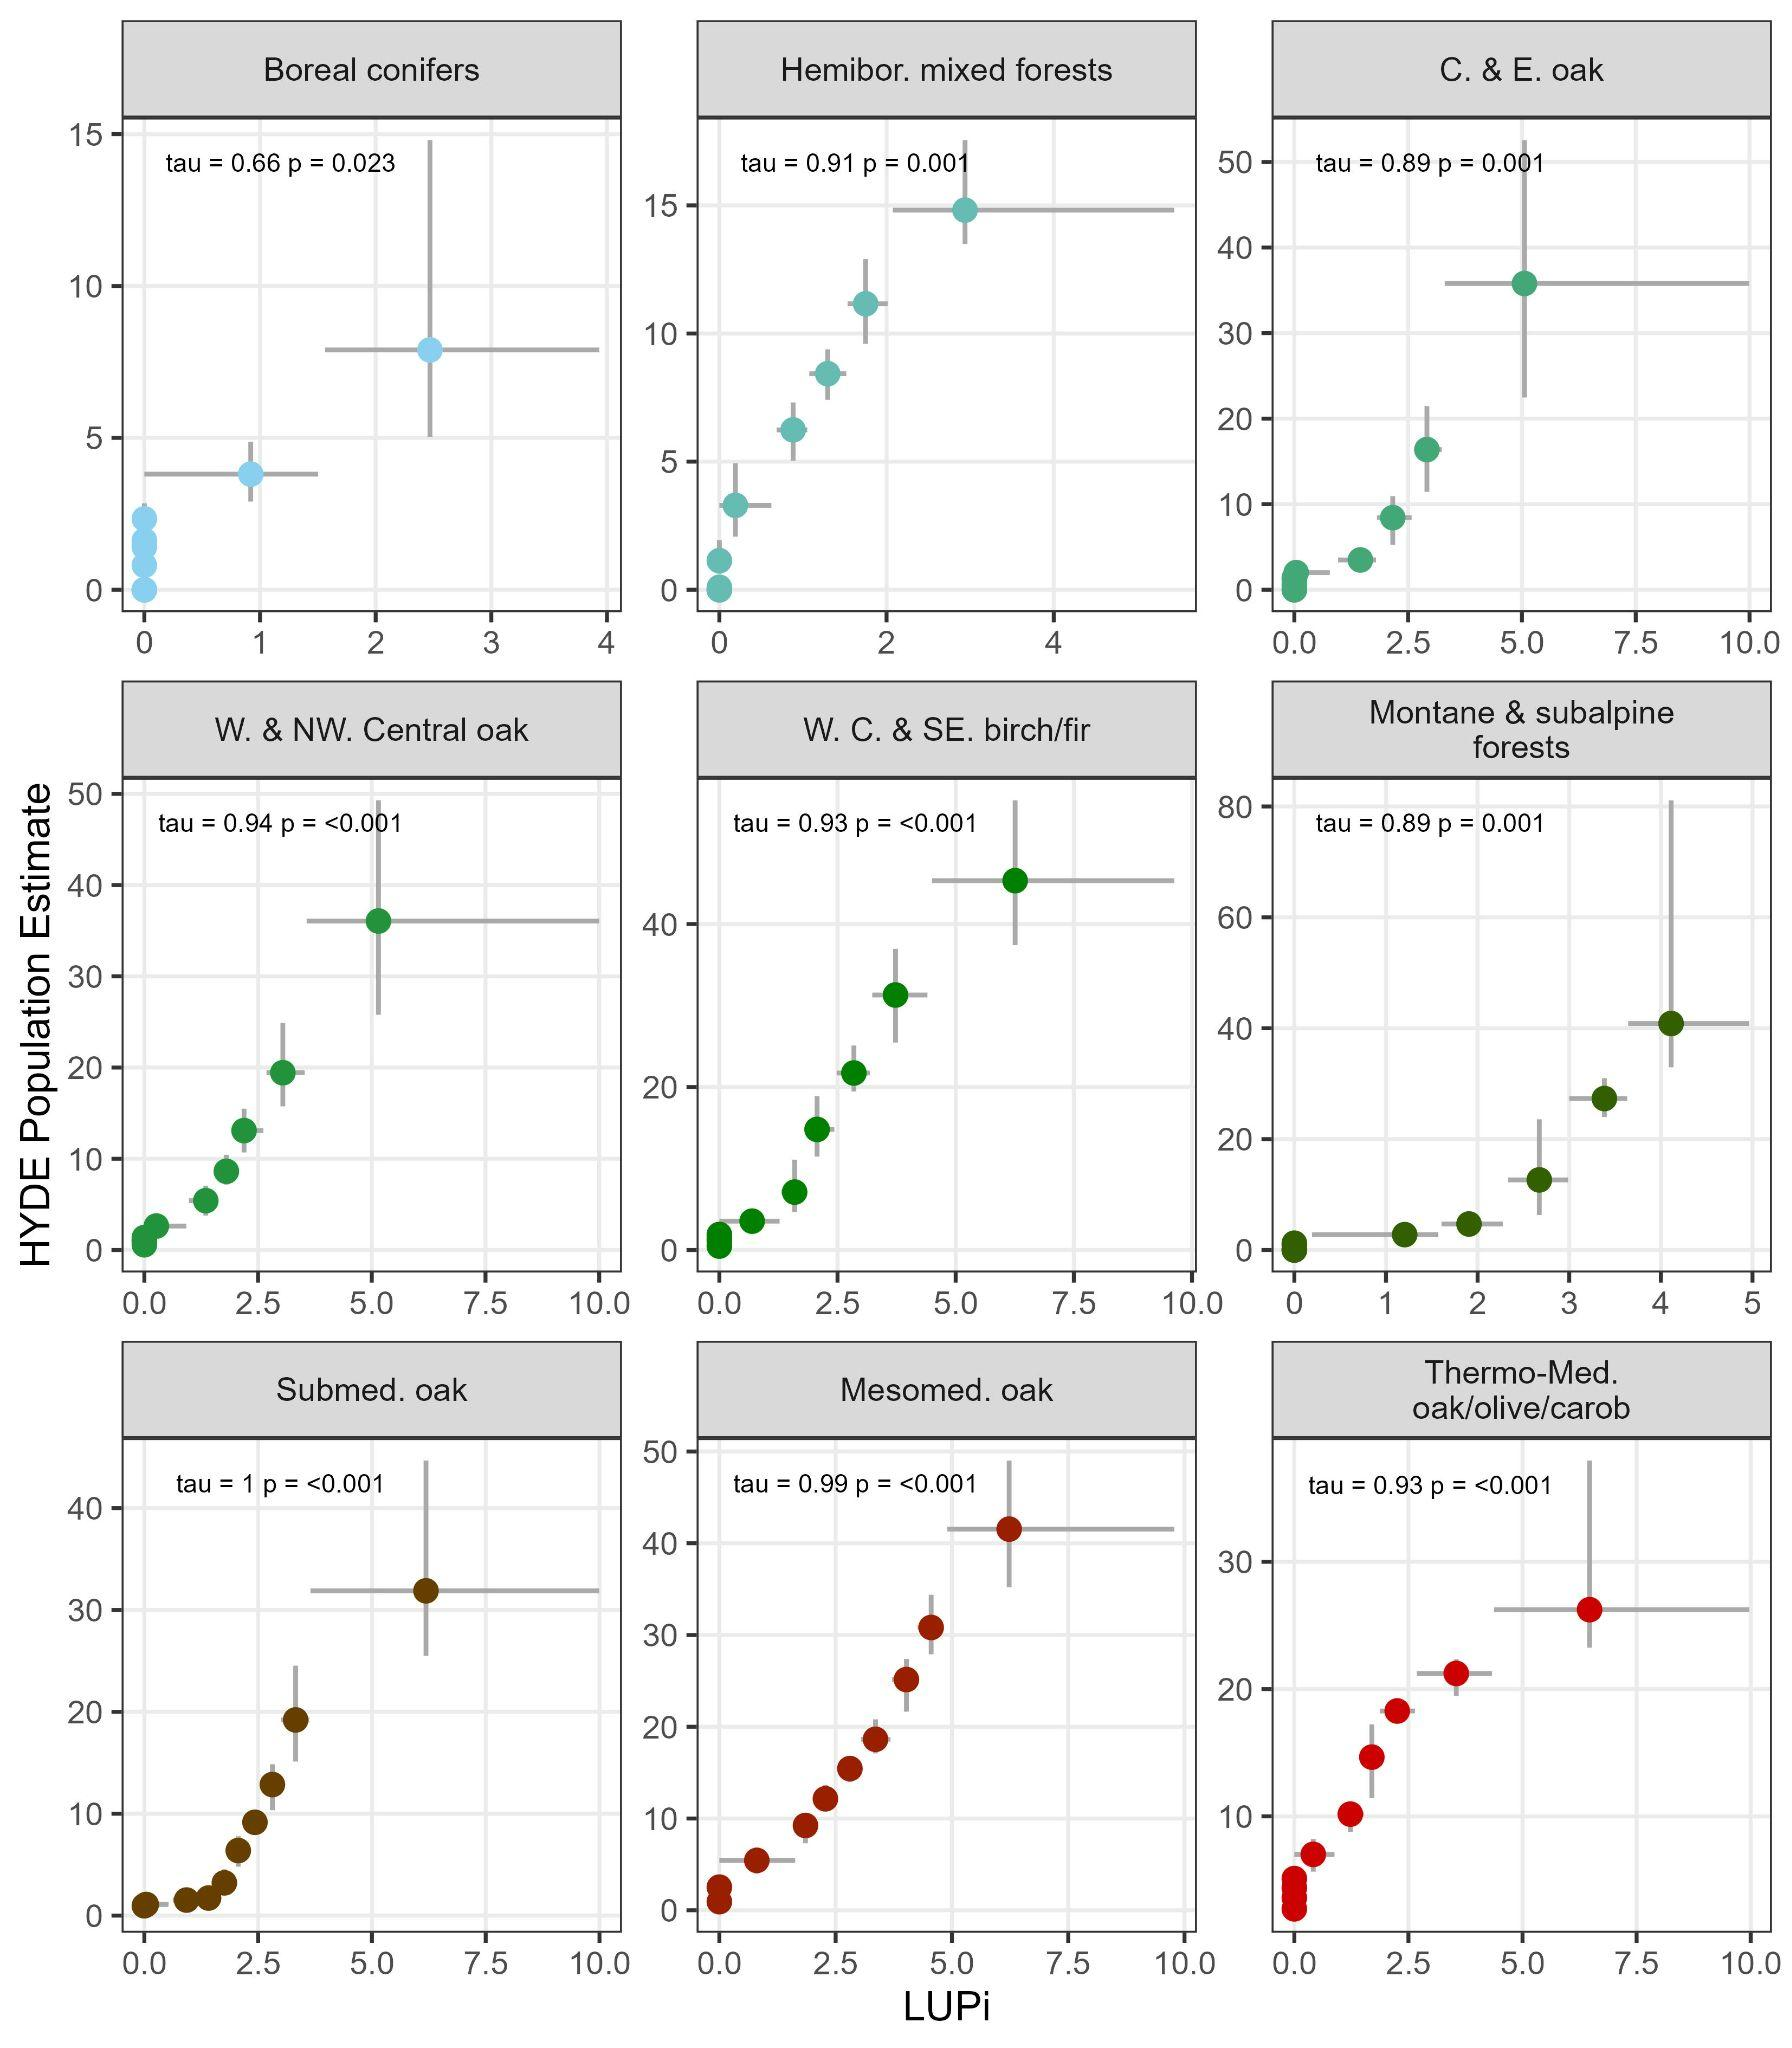 Boreal conifers
Hemibor. mixed forests
C. & E. oak
tau = 0.66 p = 0.023
tau = 0.91 p = 0.001
tau = 0.89 p = 0.001
15
10
5
0
15
10
5
0
50
40
30
20
10
0
0 1 2 3 4
0 2 4
0.0 2.5 5.0 7.5 10.0
W. & NW. Central oak
W. C. & SE. birch/fir
Montane & subalpine
forests
tau = 0.94 p = <0.001
tau = 0.93 p = <0.001
tau = 0.89 p = 0.001
HYDE Population Estimate
50
40
30
20
10
0
40
20
0
80
60
40
20
0
0.0 2.5 5.0 7.5 10.0
0.0 2.5 5.0 7.5 10.0
0 1 2 3 4 5
Submed. oak
Mesomed. oak
Thermo-Med.
oak/olive/carob
tau = 1 p = <0.001
tau = 0.99 p = <0.001
tau = 0.93 p = <0.001
40
30
20
10
0
50
40
30
20
10
0
30
20
10
0.0 2.5 5.0 7.5 10.0
0.0 2.5 5.0 7.5 10.0
0.0 2.5 5.0 7.5 10.0
LUPi